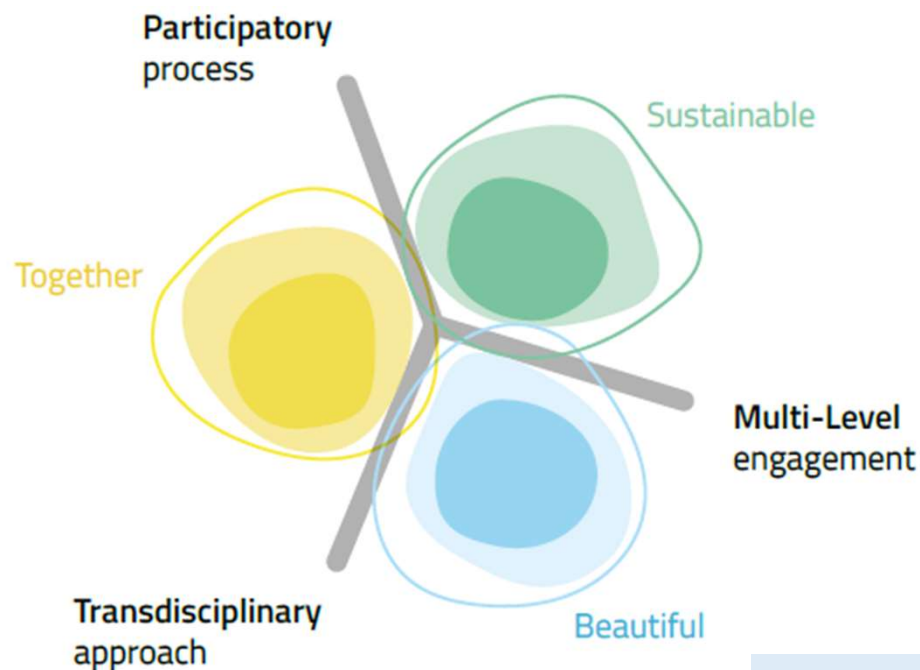 Participatory
process
Sustainable
Together
Multi-Level
engagement
Transdisciplinary
approach
Beautiful